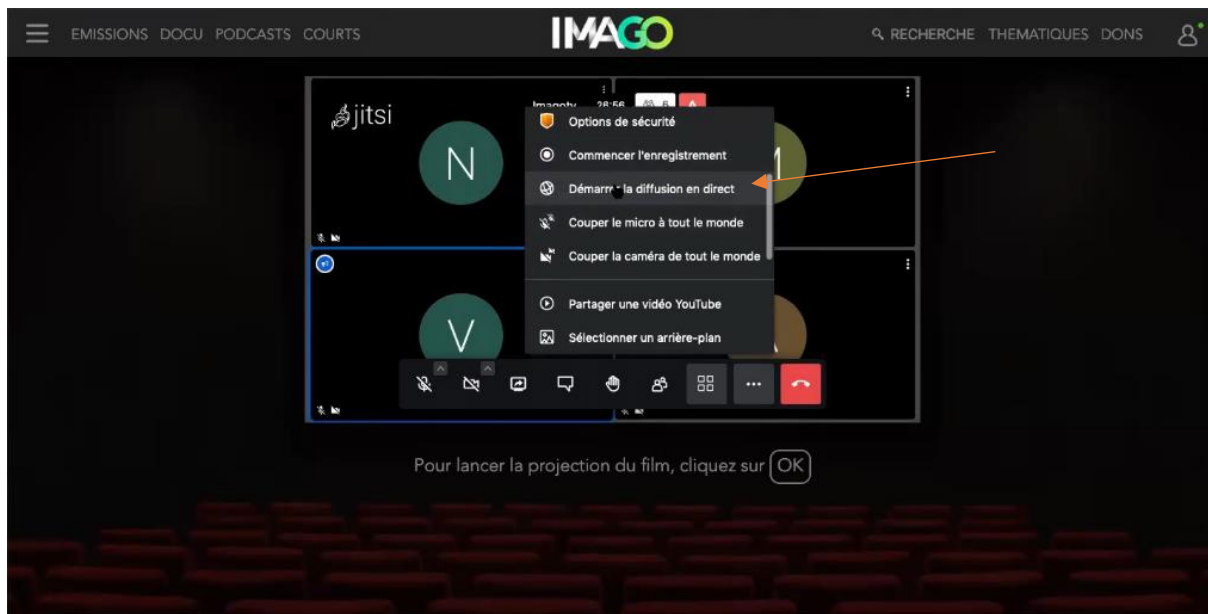 EMISSIONS DOCU PODCASTS COURTS
IMAGO
RECHERCHE THEMATIQUES DONS
jitsi
N
Options de sécurité
Commencer l'enregistrement
Démarrer la diffusion en direct
Couper le micro à tout le monde
Couper la caméra de tout le monde
V
Partager une vidéo YouTube
Sélectionner un arrière-plan
Pour lancer la projection du film, cliquez sur OK